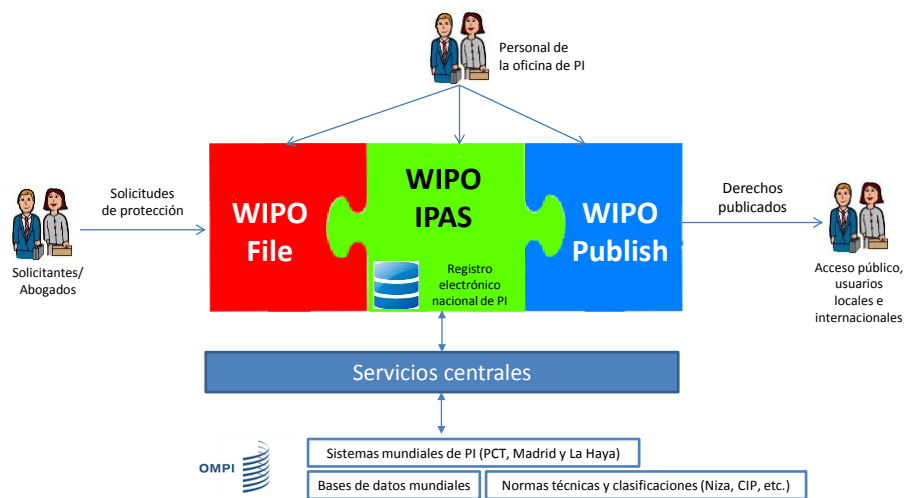 Personal de
la oficina de PI
Solicitudes
de protección
Solicitantes/
Abogados
WIPO
File
WIPO
IPAS
Registro
electrónico
nacional de PI
WIPO
Publish
Derechos
publicados
Acceso público,
usuarios
locales e
internacionales
Servicios centrales
OMPI
Sistemas mundiales de PI (PCT, Madrid y La Haya)
Bases de datos mundiales
Normas técnicas y clasificaciones (Niza, CIP, etc.)